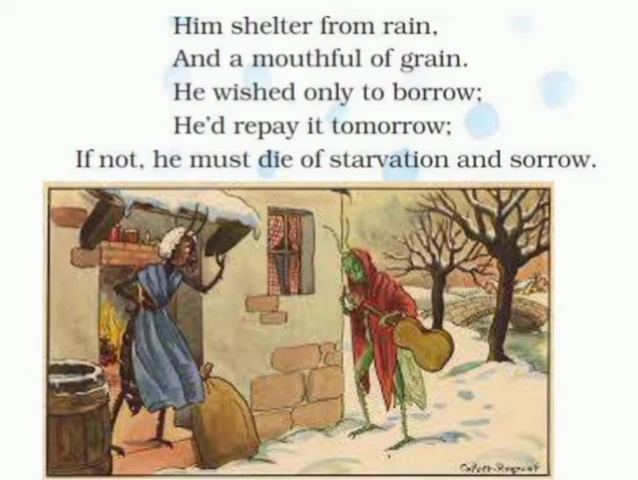 Him shelter from rain,
And a mouthful of grain.
He wished only to borrow;
He'd repay it tomorrow;
If not, he must die of starvation and sorrow.